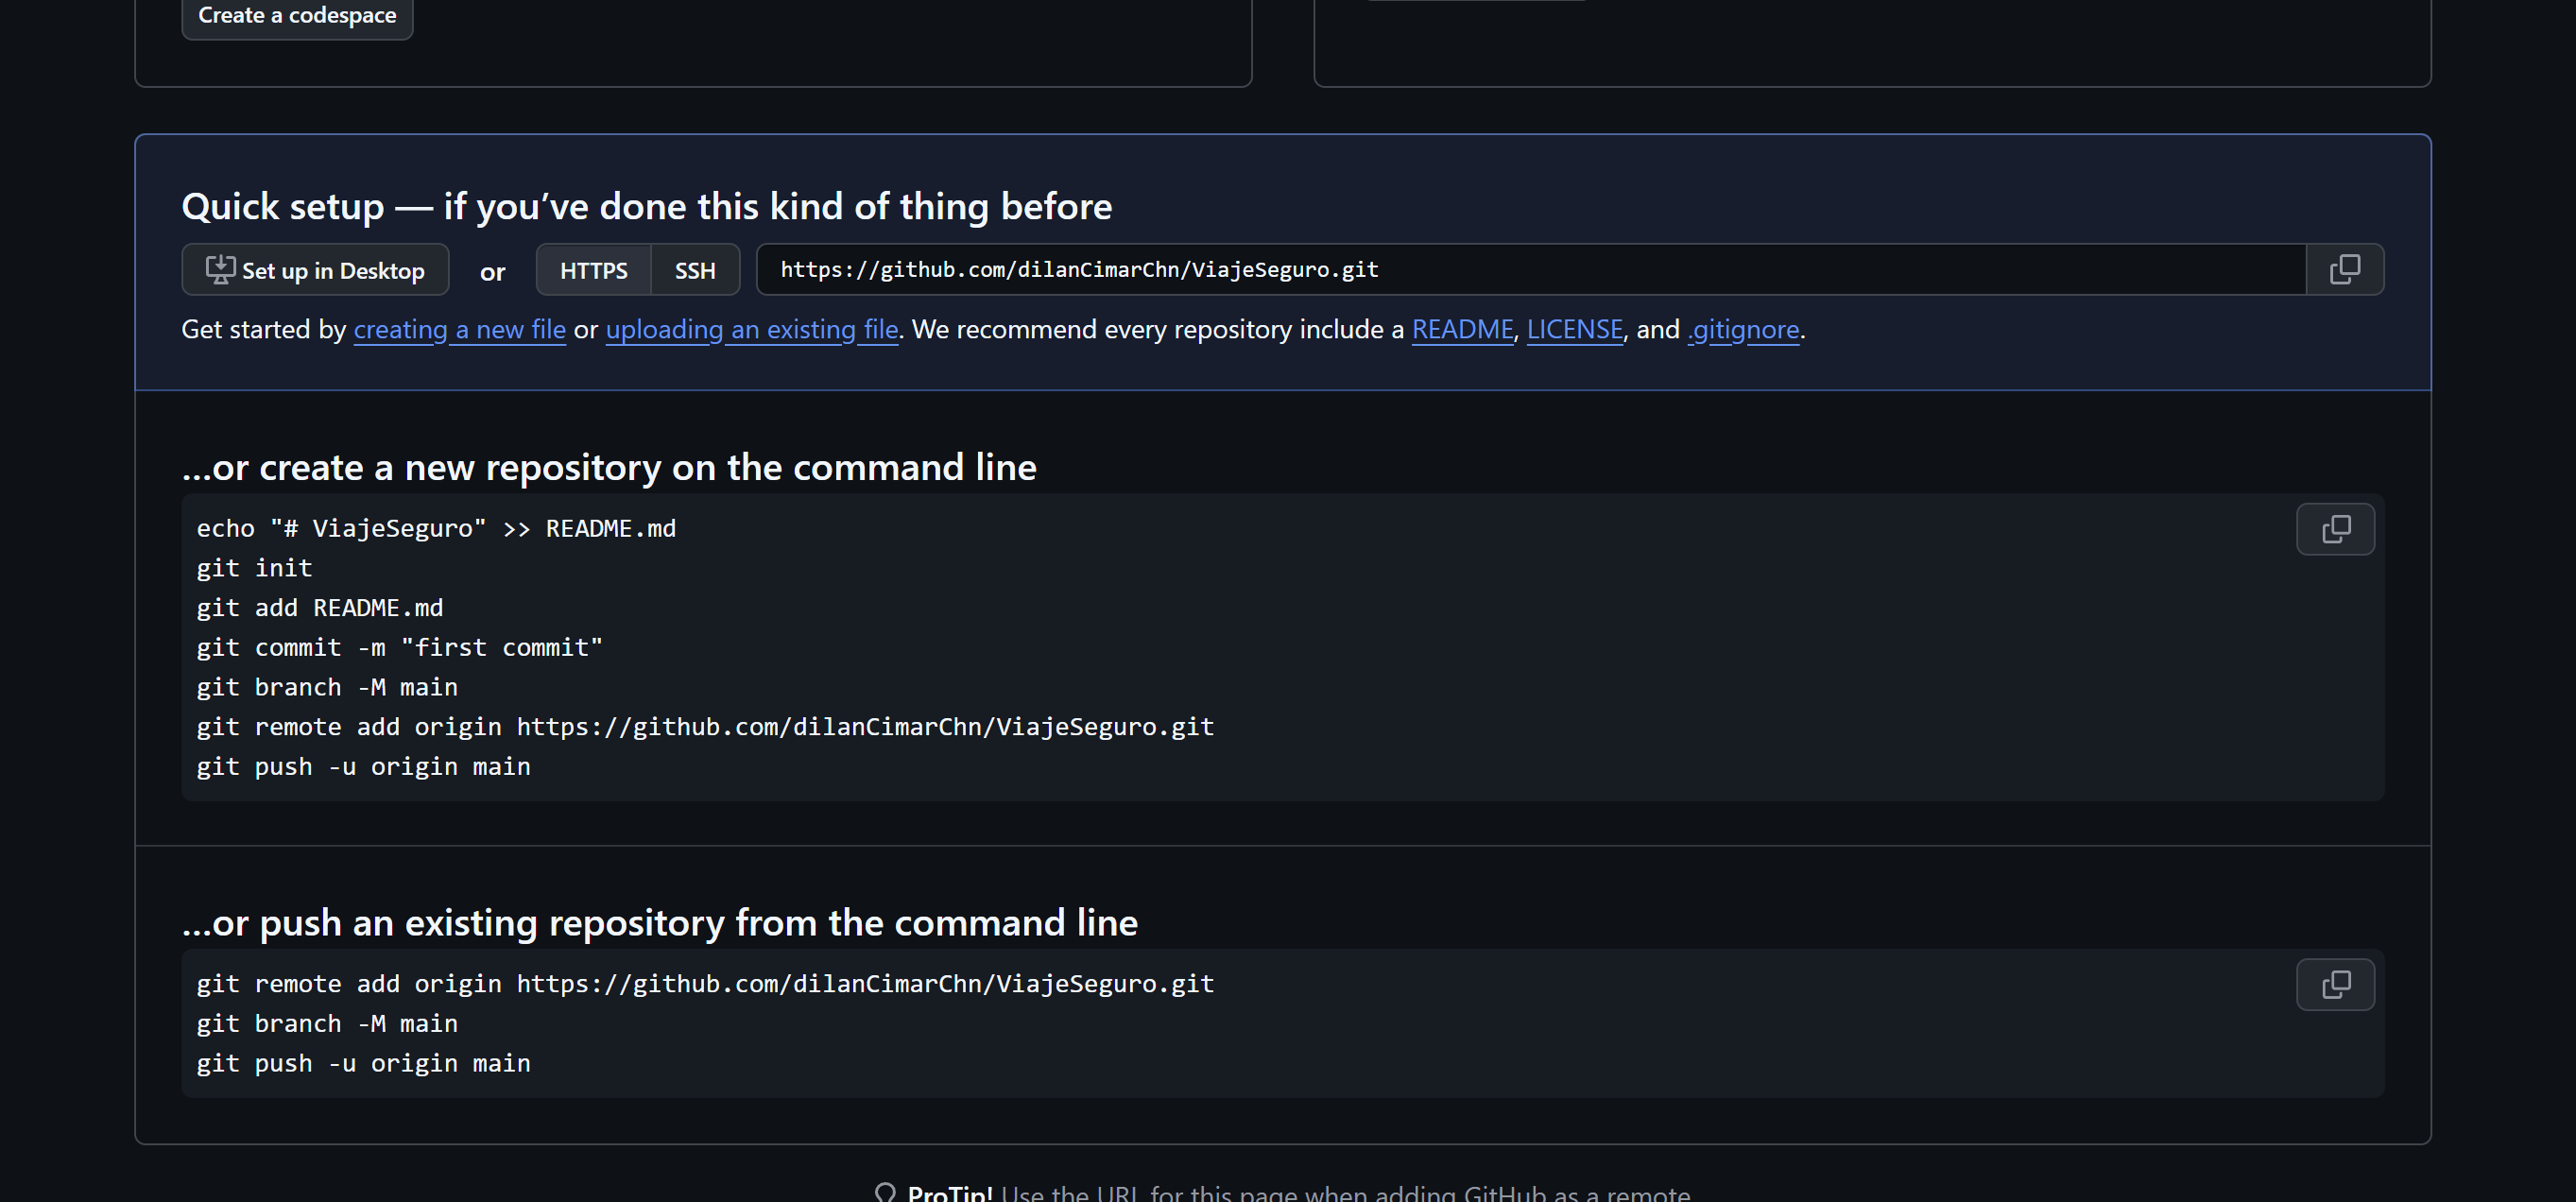 Create a codespace
Quick setup — if you’ve done this kind of thing before
Set up in Desktop or HTTPS SSH https://github.com/dilanCimarChn/ViajeSeguro.git
Get started by creating a new file or uploading an existing file. We recommend every repository include a README, LICENSE, and .gitignore.
…or create a new repository on the command line
echo "# ViajeSeguro" >> README.md
git init
git add README.md
git commit -m "first commit"
git branch -M main
git remote add origin https://github.com/dilanCimarChn/ViajeSeguro.git
git push -u origin main
…or push an existing repository from the command line
git remote add origin https://github.com/dilanCimarChn/ViajeSeguro.git
git branch -M main
git push -u origin main
ProTip! Use the URL for this page when adding GitHub as a remote.